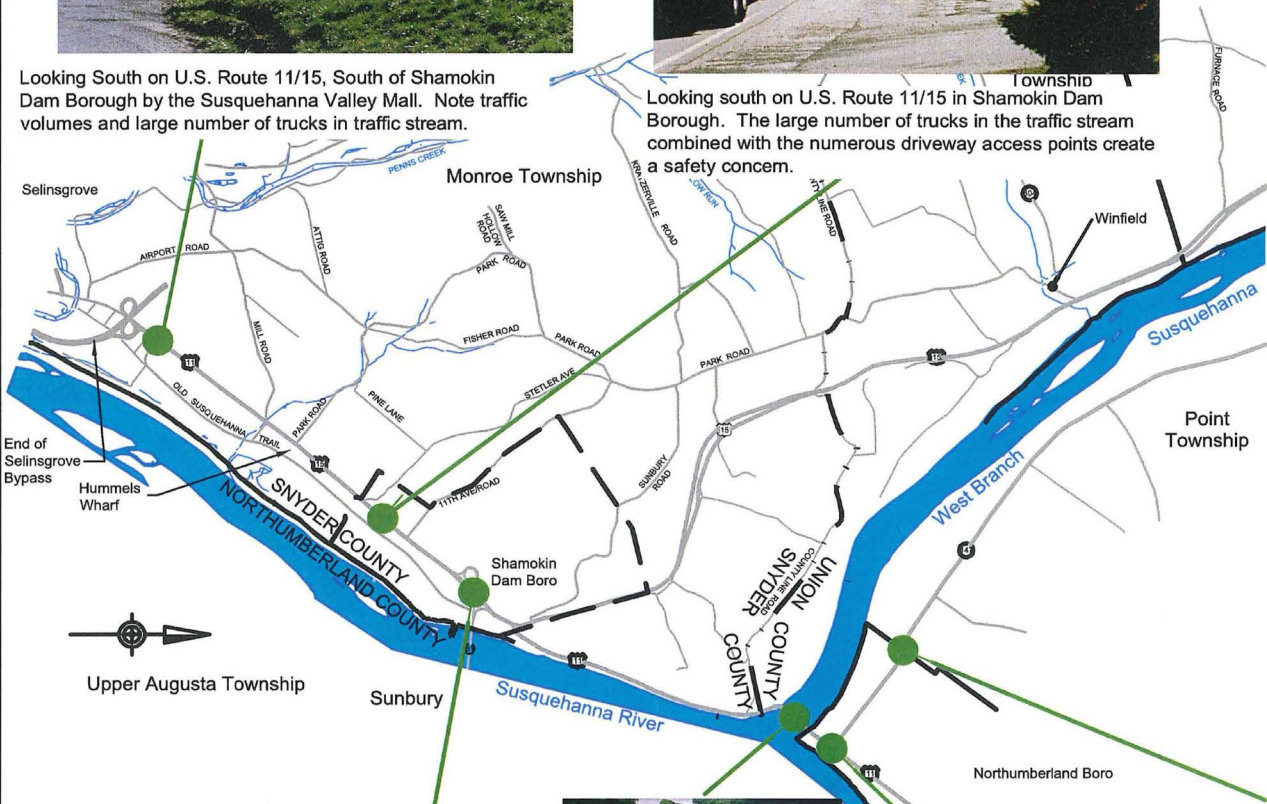 Looking South on U.S. Route 11/15, South of Shamokin
Dam Borough by the Susquehanna Valley Mall. Note traffic
volumes and large number of trucks in traffic stream.
Township
Looking south on U.S. Route 11/15 in Shamokin Dam
Borough. The large number of trucks in the traffic stream
combined with the numerous driveway access points create
a safety concern.
FURNACE ROAD
PENNS CREEK
Selinsgrove
Monroe Township
KRATZERVILLE ROAD
Winfield
SAW MILL
HOLLOW
ROAD
ATTIG ROAD
AIRPORT ROAD
PARK ROAD
Susquehanna
MILL ROAD
FISHER ROAD
PARK ROAD
PARK ROAD
15
11
STETLER AVE
OLD SUSQUEHANNA TRAIL
PARK ROAD
PINE LANE
15
Point
Township
End of
Selinsgrove
Bypass
Hummels
Wharf
15
11TH AVE/ROAD
SUNBURY
ROAD
West Branch
SNYDER COUNTY
NORTHUMBERLAND COUNTY
Shamokin
Dam Boro
UNION COUNTY
COUNTY LINE ROAD
SNYDER COUNTY
Upper Augusta Township
Sunbury
11
Susquehanna River
11
Northumberland Boro